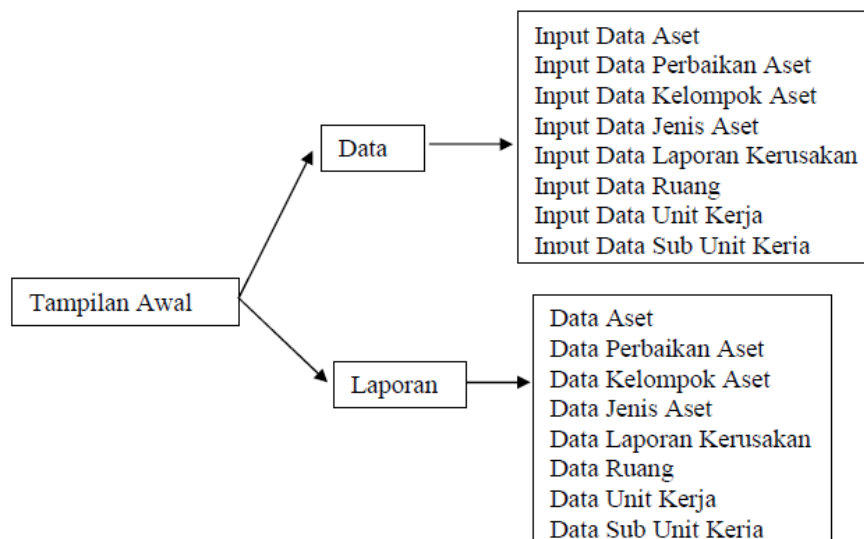 Tampilan Awal
Data
Input Data Aset
Input Data Perbaikan Aset
Input Data Kelompok Aset
Input Data Jenis Aset
Input Data Laporan Kerusakan
Input Data Ruang
Input Data Unit Kerja
Input Data Sub Unit Kerja
Laporan
Data Aset
Data Perbaikan Aset
Data Kelompok Aset
Data Jenis Aset
Data Laporan Kerusakan
Data Ruang
Data Unit Kerja
Data Sub Unit Kerja